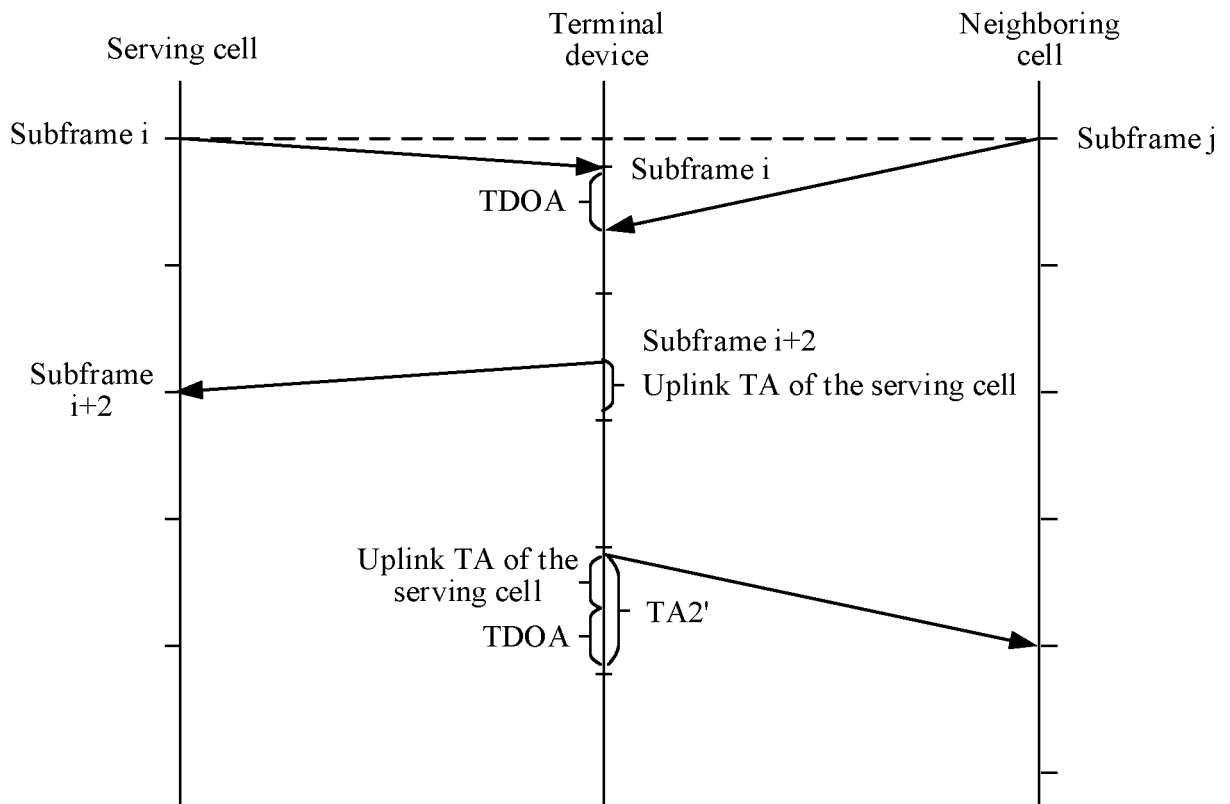 Serving cell
Terminal
device
Neighboring
cell
Subframe i
Subframe j
Subframe i
TDOA
Subframe i+2
Uplink TA of the serving cell
Subframe
i+2
Uplink TA of the
serving cell
TA2'
TDOA